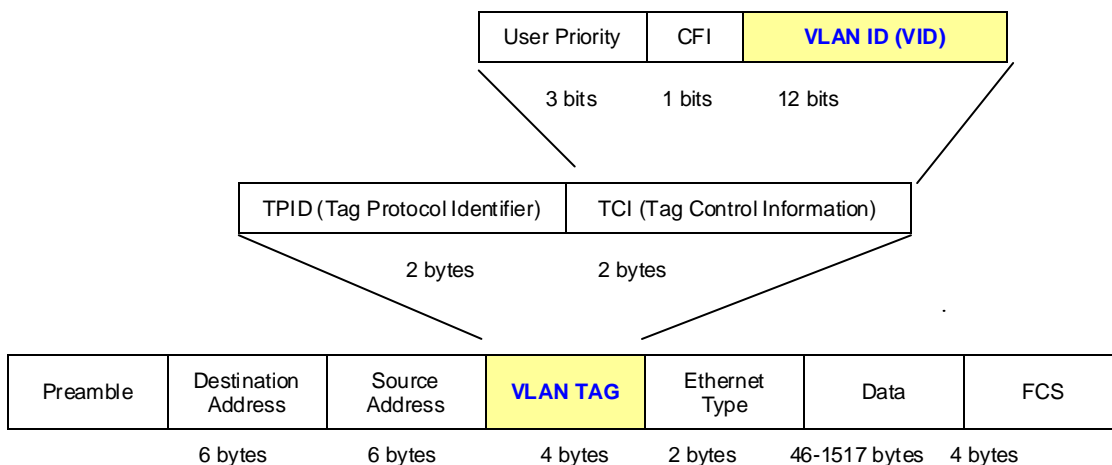 User Priority CFI VLAN ID (VID)
3 bits 1 bits 12 bits
TPID (Tag Protocol Identifier) TCI (Tag Control Information)
2 bytes 2 bytes
.
Preamble Destination Address Source Address VLAN TAG Ethernet Type Data FCS
6 bytes 6 bytes 4 bytes 2 bytes 46-1517 bytes 4 bytes